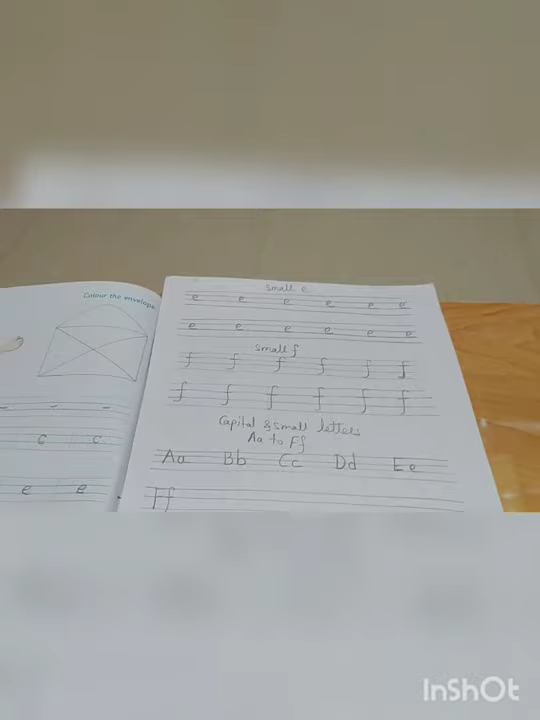 Colour the envelope.
c c
e e
small e
e e e e e e
e e e e e e
small f
f f f f f f
f f f f f f
Capital & small letters
Aa to Ff
Aa Bb Cc Dd Ee
Ff
InShOt